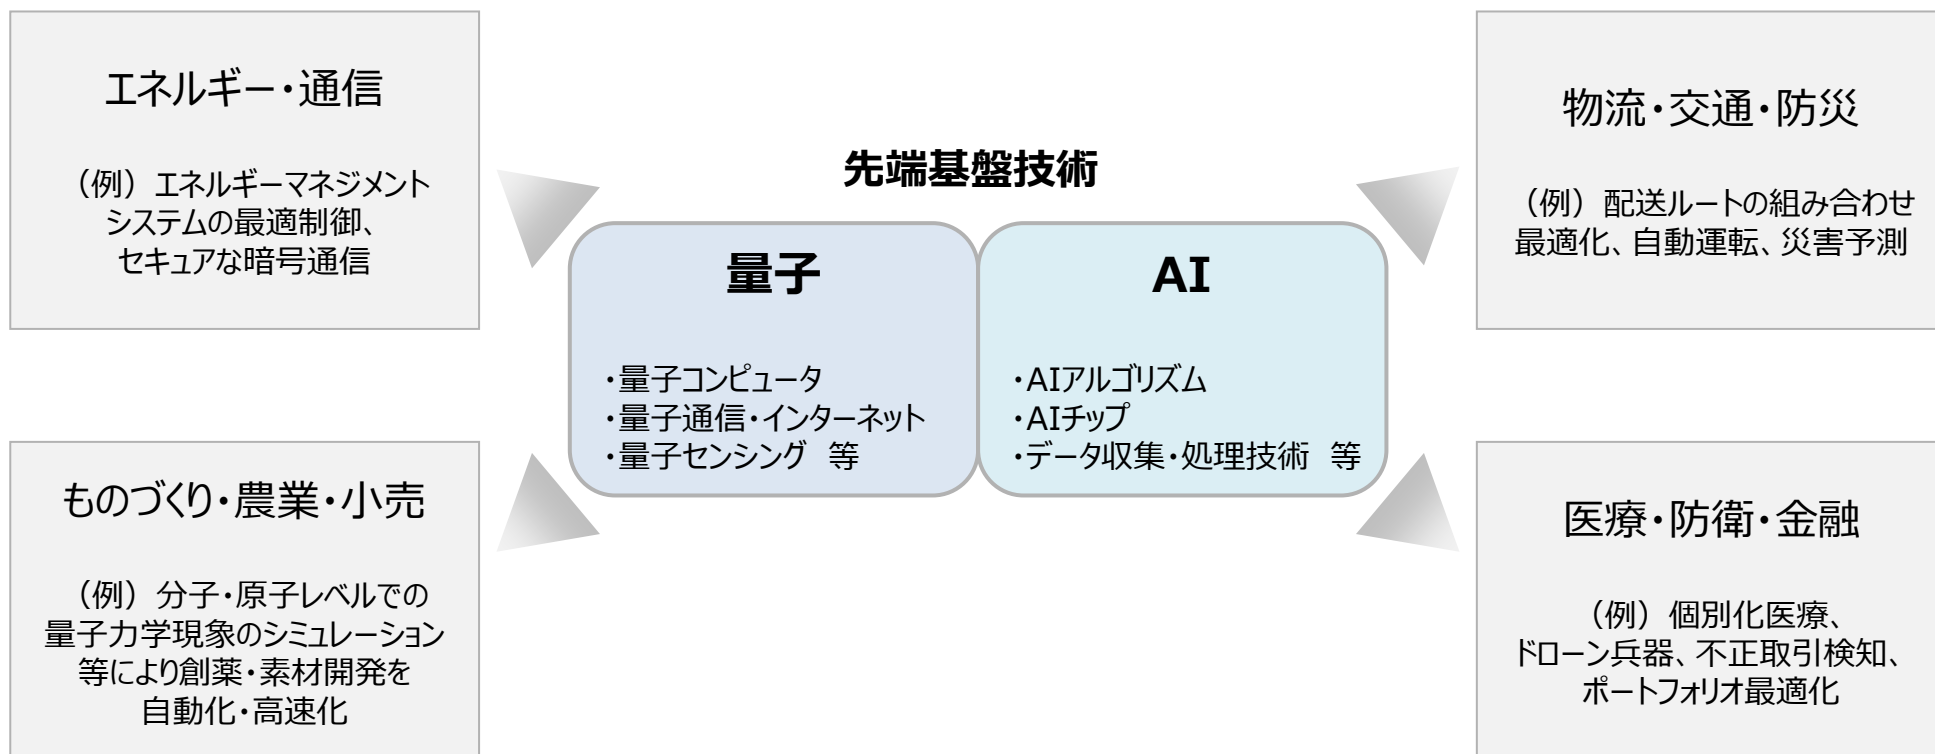 エネルギー・通信
（例）エネルギーマネジメント
システムの最適制御、
セキュアな暗号通信
先端基盤技術
量子
・量子コンピュータ
・量子通信・インターネット
・量子センシング　等
AI
・AIアルゴリズム
・AIチップ
・データ収集・処理技術　等
物流・交通・防災
（例）配送ルートの組み合わせ
最適化、自動運転、災害予測
ものづくり・農業・小売
（例）分子・原子レベルでの
量子力学現象のシミュレーション
等により創薬・素材開発を
自動化・高速化
医療・防衛・金融
（例）個別化医療、
ドローン兵器、不正取引検知、
ポートフォリオ最適化